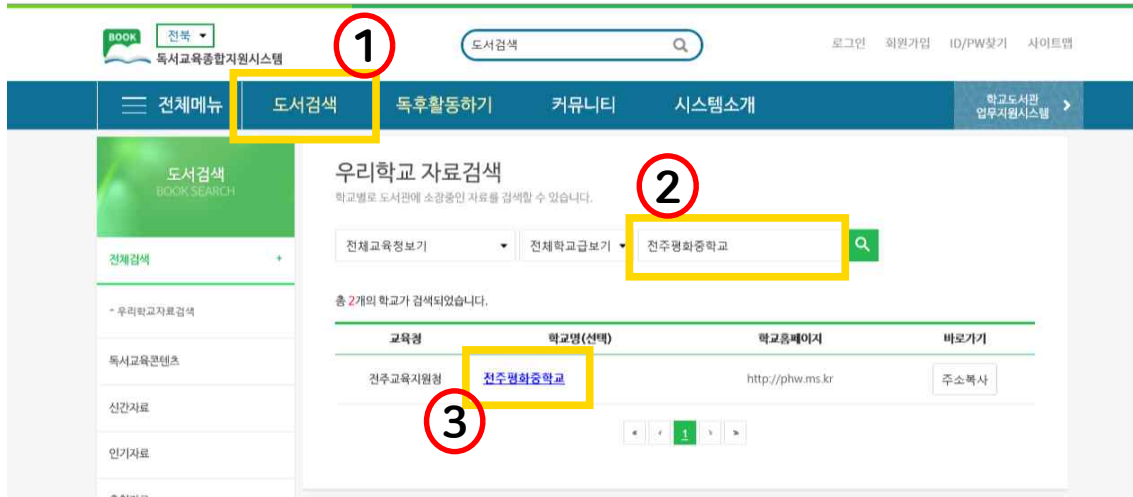 BOOK
전북
독서교육종합지원시스템
1
도서검색
로그인 회원가입 ID/PW찾기 사이트맵
전체메뉴 도서검색 독후활동하기 커뮤니티 시스템소개
학교도서관
업무지원시스템
도서검색
BOOK SEARCH
전체검색 +
- 우리학교자료검색
독서교육콘텐츠
신간자료
인기자료
우리학교 자료검색
학교별로 도서관에 소장중인 자료를 검색할 수 있습니다.
2
전체교육청보기 전체학교급보기 전주평화중학교
총 2개의 학교가 검색되었습니다.
교육청 학교명(선택) 학교홈페이지 바로가기
전주교육지원청 전주평화중학교 http://phw.ms.kr 주소복사
3
« ‹ 1 › »